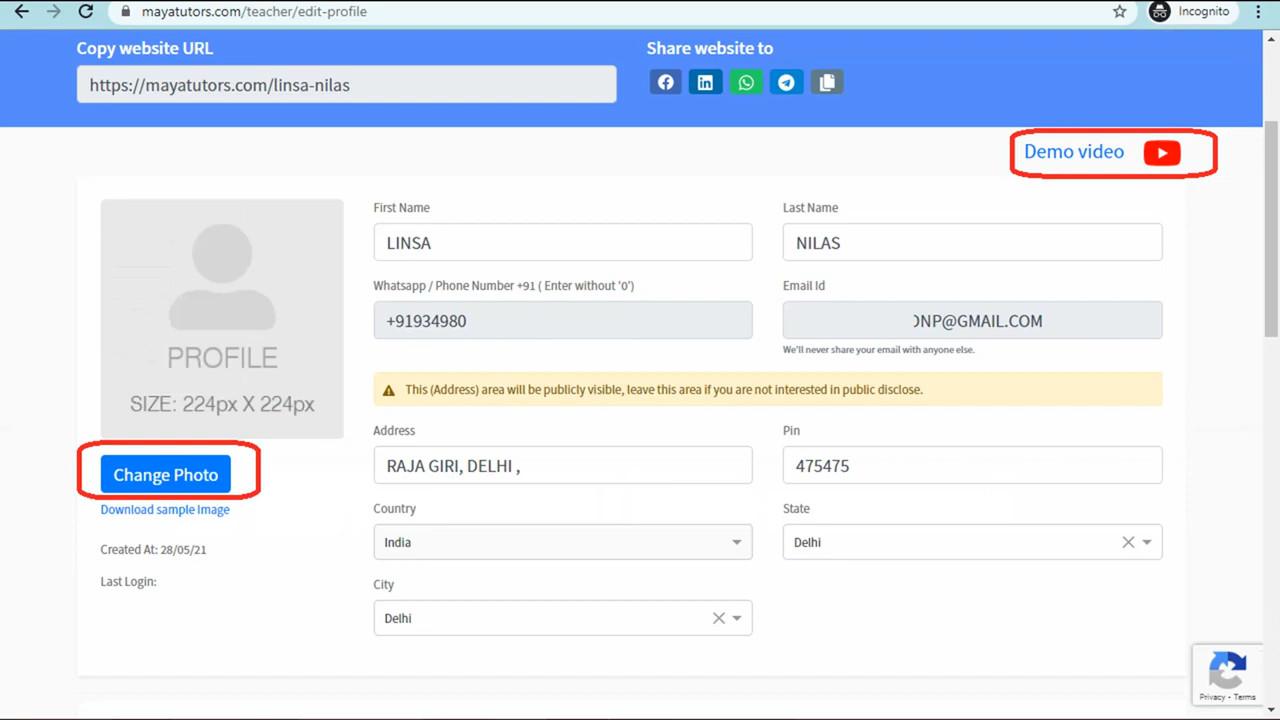 mayatutors.com/teacher/edit-profile
Incognito
Copy website URL
Share website to
https://mayatutors.com/linsa-nilas
Demo video
First Name
Last Name
LINSA
NILAS
Whatsapp / Phone Number +91 ( Enter without '0')
Email Id
+91934980
NP@GMAIL.COM
We'll never share your email with anyone else.
PROFILE
SIZE: 224px X 224px
This (Address) area will be publicly visible, leave this area if you are not interested in public disclose.
Address
Pin
RAJA GIRI, DELHI ,
475475
Change Photo
Download sample Image
Country
State
India
Delhi
Created At: 28/05/21
Last Login:
City
Delhi
Privacy - Terms